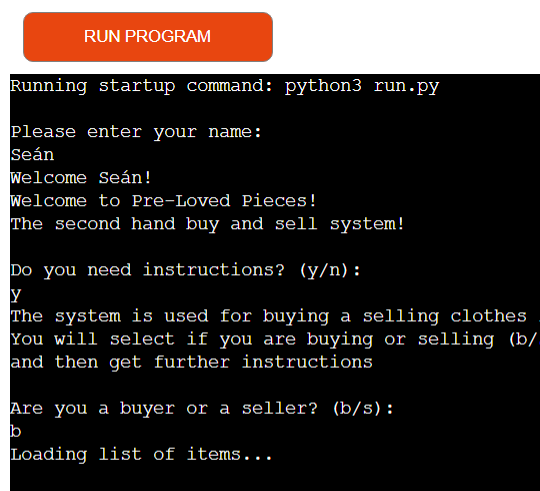 RUN PROGRAM
Running startup command: python3 run.py
Please enter your name:
Seán
Welcome Seán!
Welcome to Pre-Loved Pieces!
The second hand buy and sell system!
Do you need instructions? (y/n):
y
The system is used for buying a selling clothes
You will select if you are buying or selling (b/
and then get further instructions
Are you a buyer or a seller? (b/s):
b
Loading list of items...